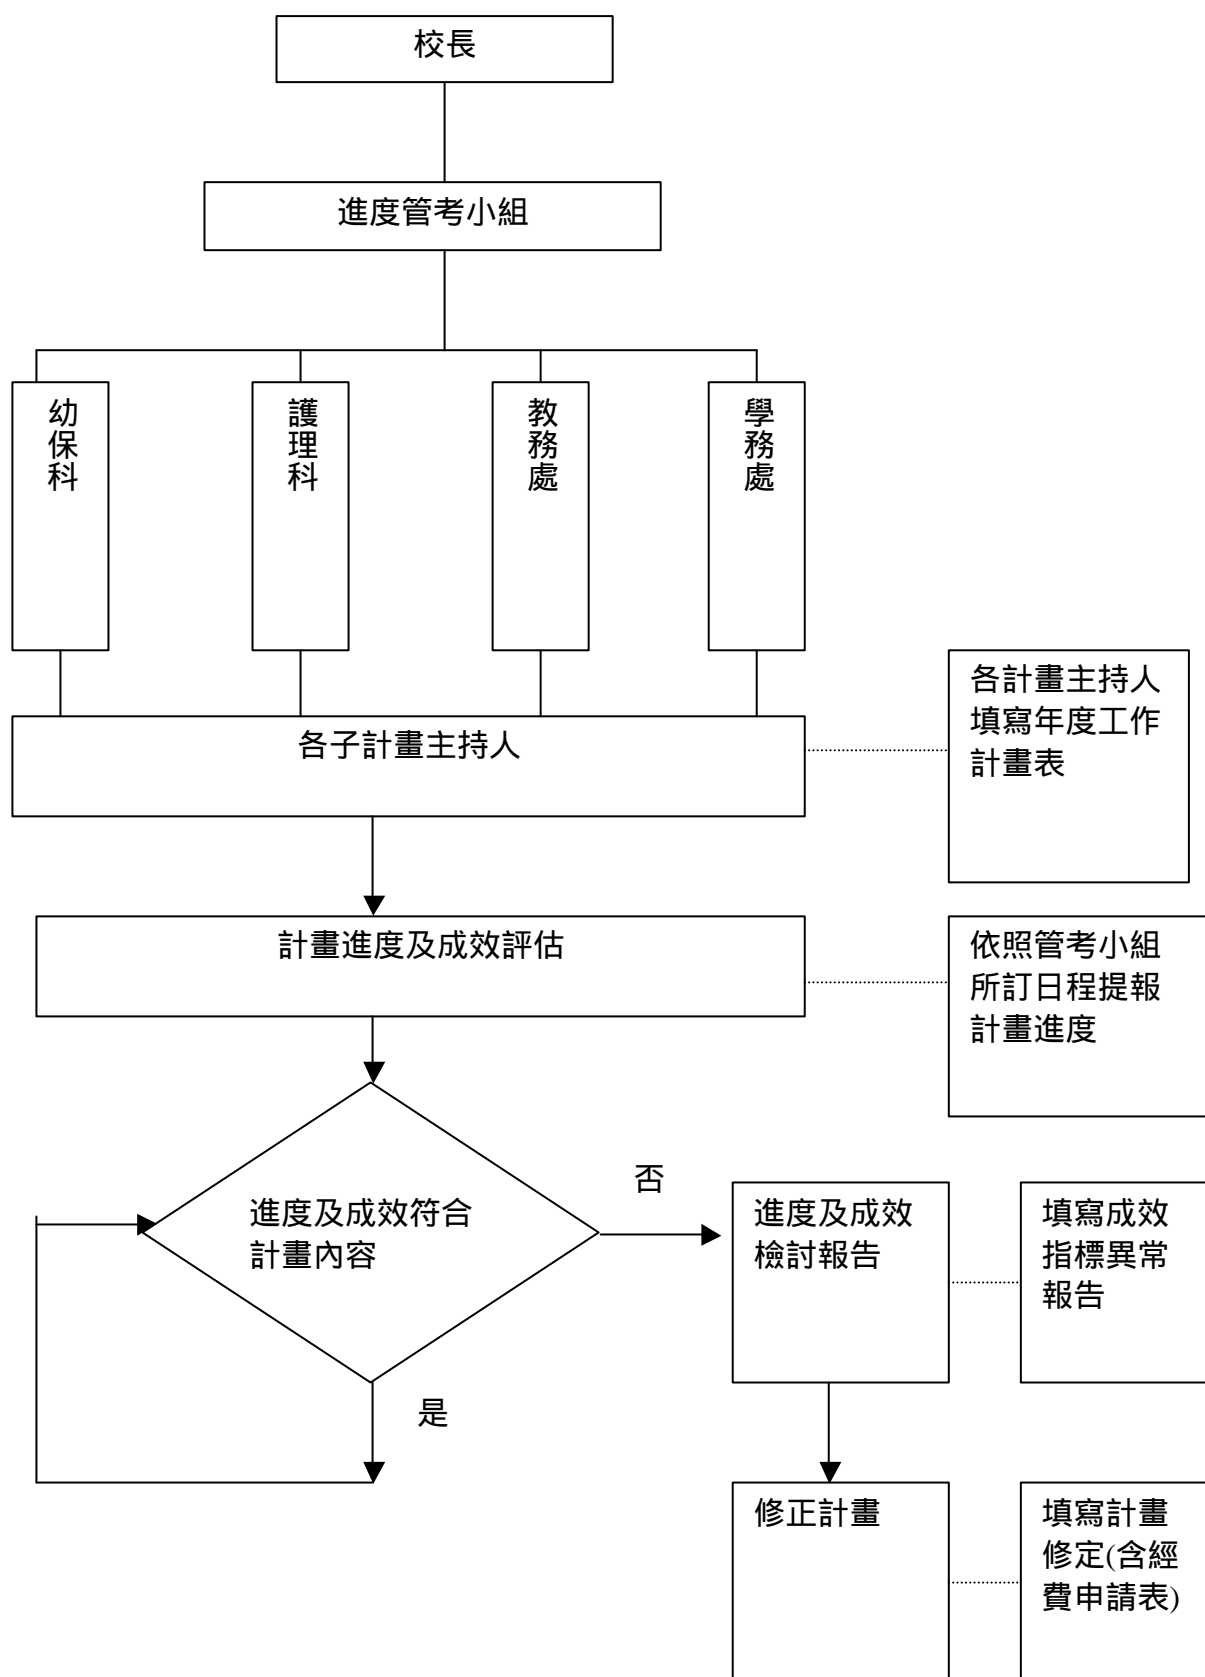 校長
進度管考小組
幼保科
護理科
教務處
學務處
各子計畫主持人
各計畫主持人
填寫年度工作
計畫表
計畫進度及成效評估
依照管考小組
所訂日程提報
計畫進度
進度及成效符合
計畫內容
否
進度及成效
檢討報告
填寫成效
指標異常
報告
是
修正計畫
填寫計畫
修定(含經
費申請表)